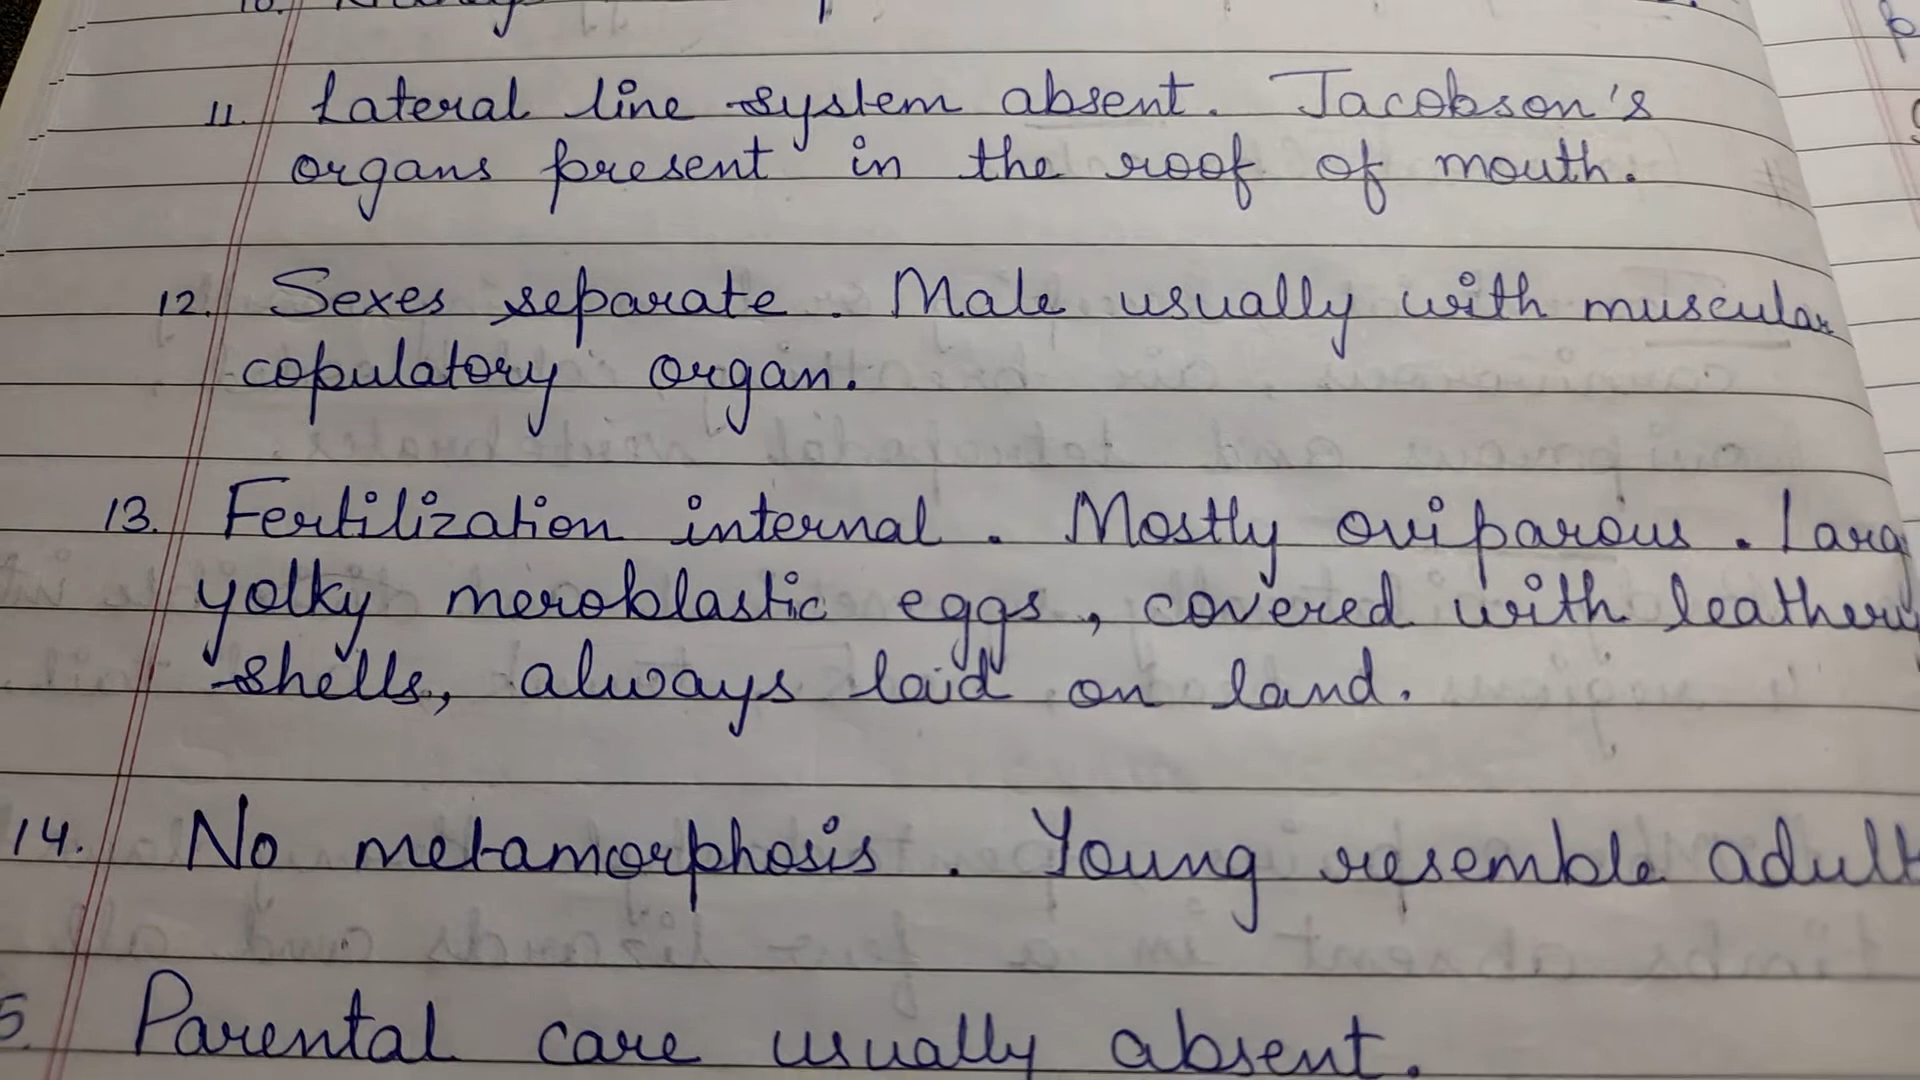 11. Lateral line system absent. Jacobson's
organs present in the roof of mouth.
12. Sexes separate. Male usually with muscular
copulatory organ.
13. Fertilization internal. Mostly oviparous. Larg
yolky meroblastic eggs, covered with leathery
shells, always laid on land.
14. No metamorphosis. Young resemble adult
5. Parental care usually absent.